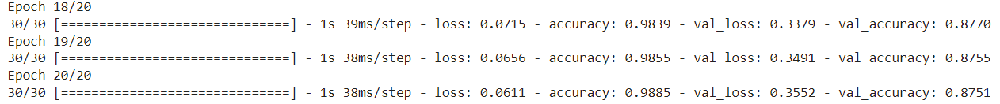 Epoch 18/20
30/30 [==============================] - 1s 39ms/step - loss: 0.0715 - accuracy: 0.9839 - val_loss: 0.3379 - val_accuracy: 0.8770
Epoch 19/20
30/30 [==============================] - 1s 38ms/step - loss: 0.0656 - accuracy: 0.9855 - val_loss: 0.3491 - val_accuracy: 0.8755
Epoch 20/20
30/30 [==============================] - 1s 38ms/step - loss: 0.0611 - accuracy: 0.9885 - val_loss: 0.3552 - val_accuracy: 0.8751